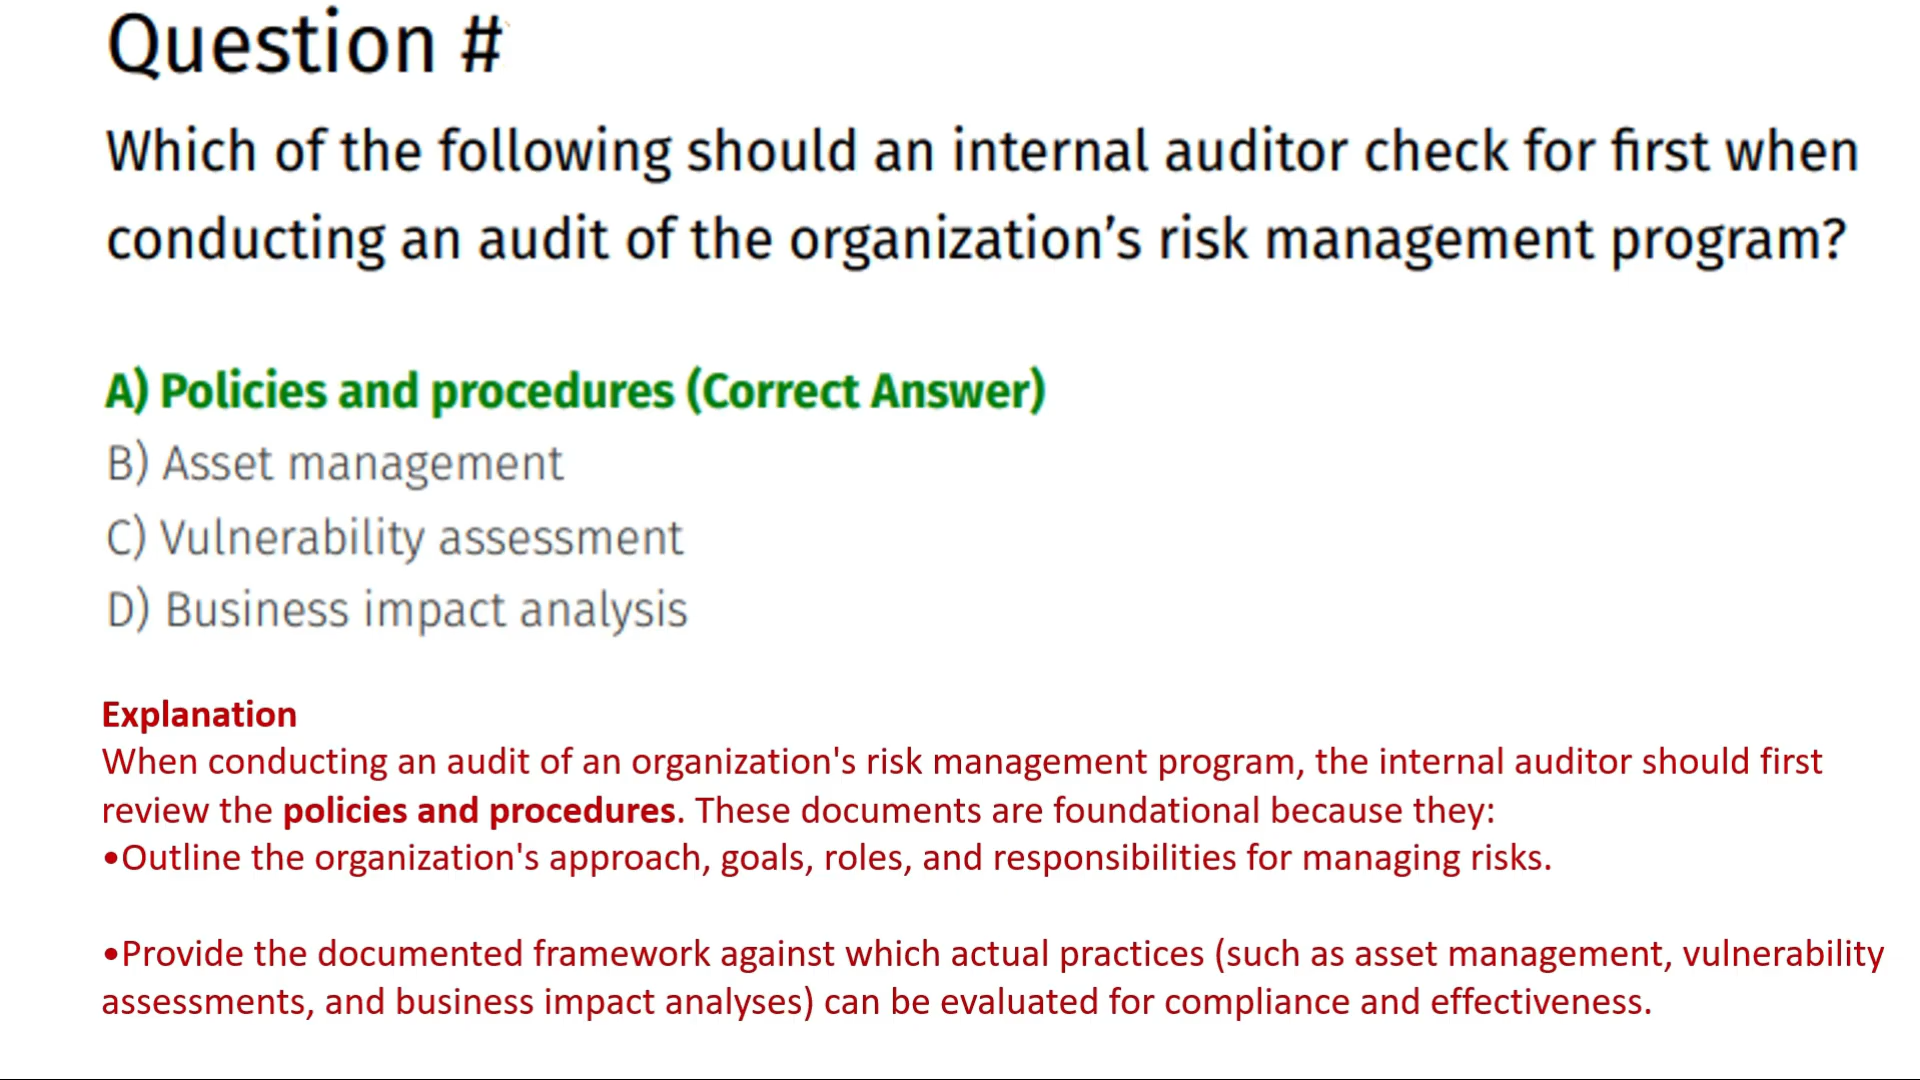 Question #
Which of the following should an internal auditor check for first when
conducting an audit of the organization’s risk management program?
A) Policies and procedures (Correct Answer)
B) Asset management
C) Vulnerability assessment
D) Business impact analysis
Explanation
When conducting an audit of an organization's risk management program, the internal auditor should first
review the policies and procedures. These documents are foundational because they:
•Outline the organization's approach, goals, roles, and responsibilities for managing risks.
•Provide the documented framework against which actual practices (such as asset management, vulnerability
assessments, and business impact analyses) can be evaluated for compliance and effectiveness.